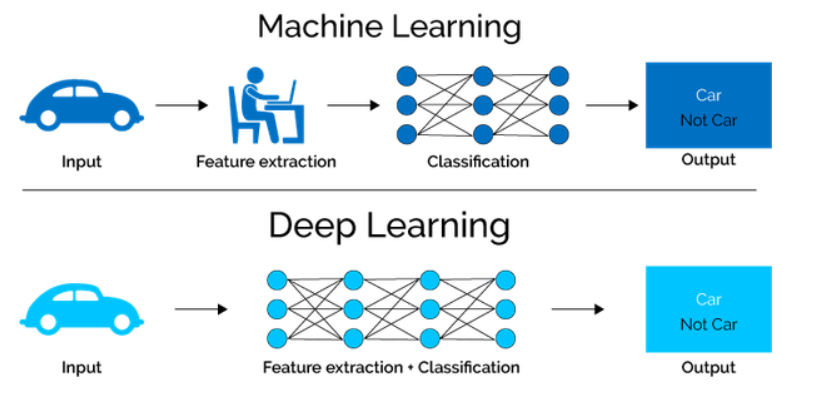 Machine Learning
Car
Not Car
Input
Feature extraction
Classification
Output
Deep Learning
Car
Not Car
Input
Feature extraction + Classification
Output